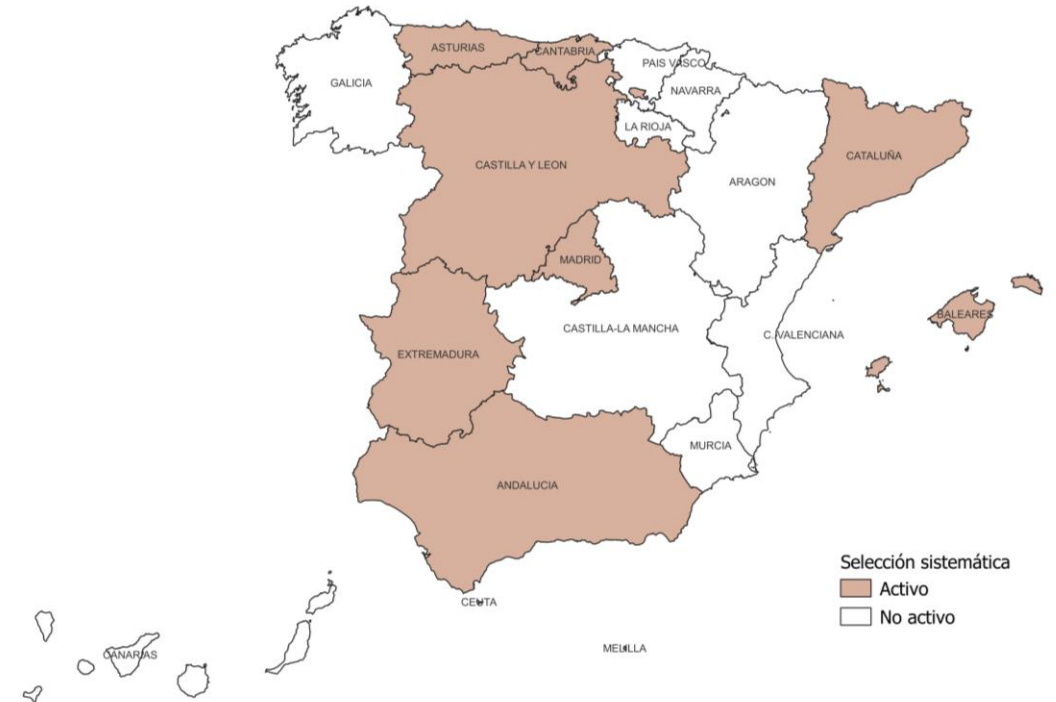 ASTURIAS
CANTABRIA
PAIS VASCO
GALICIA
NAVARRA
LA RIOJA
CATALUÑA
CASTILLA Y LEON
ARAGON
MADRID
BALEARES
CASTILLA-LA MANCHA
C. VALENCIANA
EXTREMADURA
MURCIA
ANDALUCIA
Selección sistemática
Activo
No activo
CEUTA
MELILLA
CANARIAS